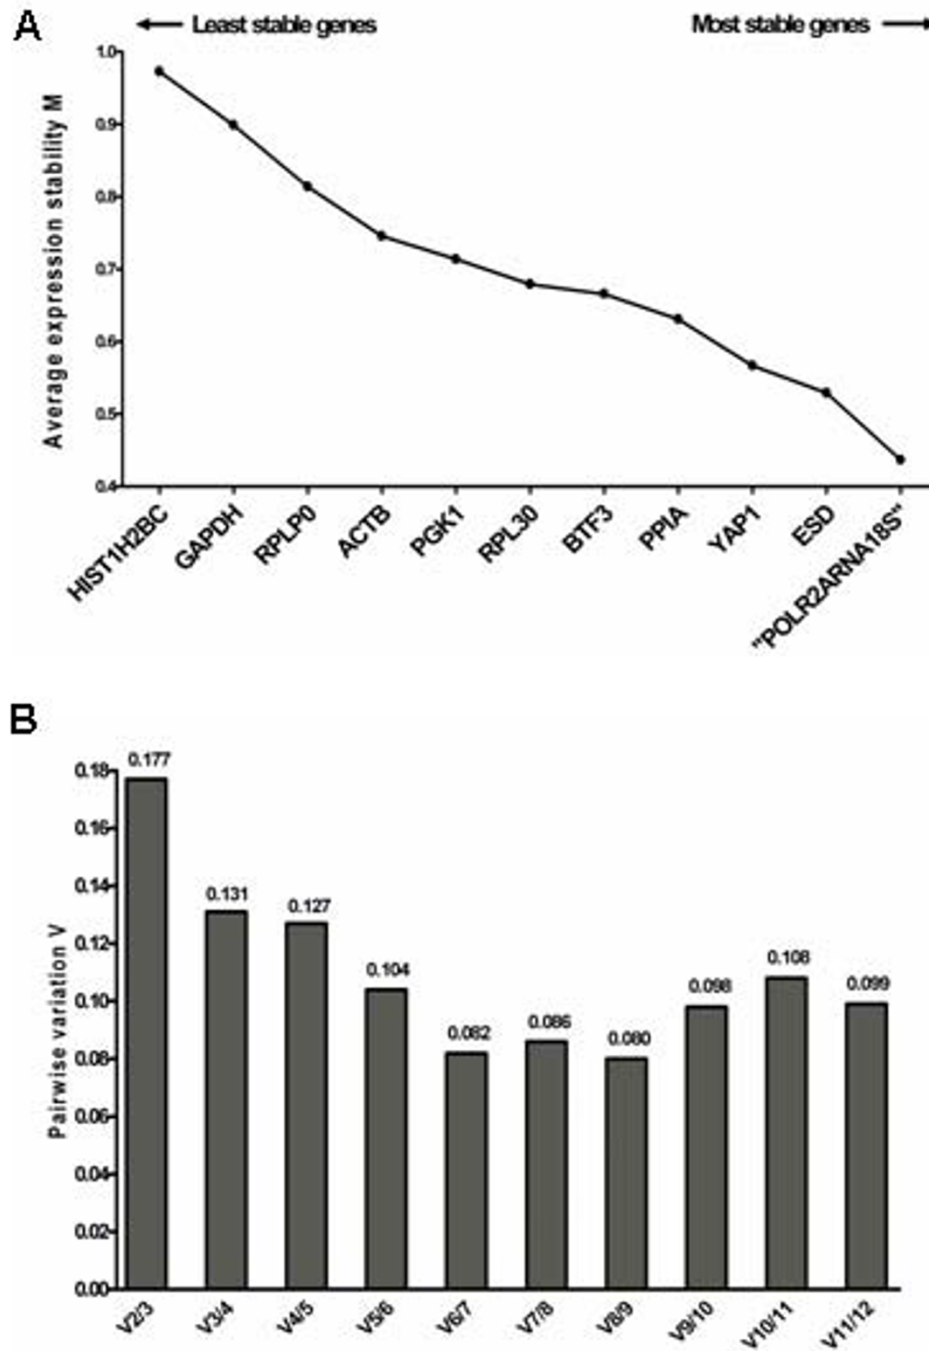 A
Least stable genes
Most stable genes
Average expression stability M
1.0
0.9
0.8
0.7
0.6
0.5
0.4
HIST1H2BC
GAPDH
RPLP0
ACTB
PGK1
RPL30
BTF3
PPIA
YAP1
ESD
"POLR2ARNA18S"
B
Pairwise variation V
0.18
0.16
0.14
0.12
0.10
0.08
0.06
0.04
0.02
0.00
0.177
0.131
0.127
0.104
0.082
0.086
0.080
0.098
0.108
0.099
V2/3
V3/4
V4/5
V5/6
V6/7
V7/8
V8/9
V9/10
V10/11
V11/12